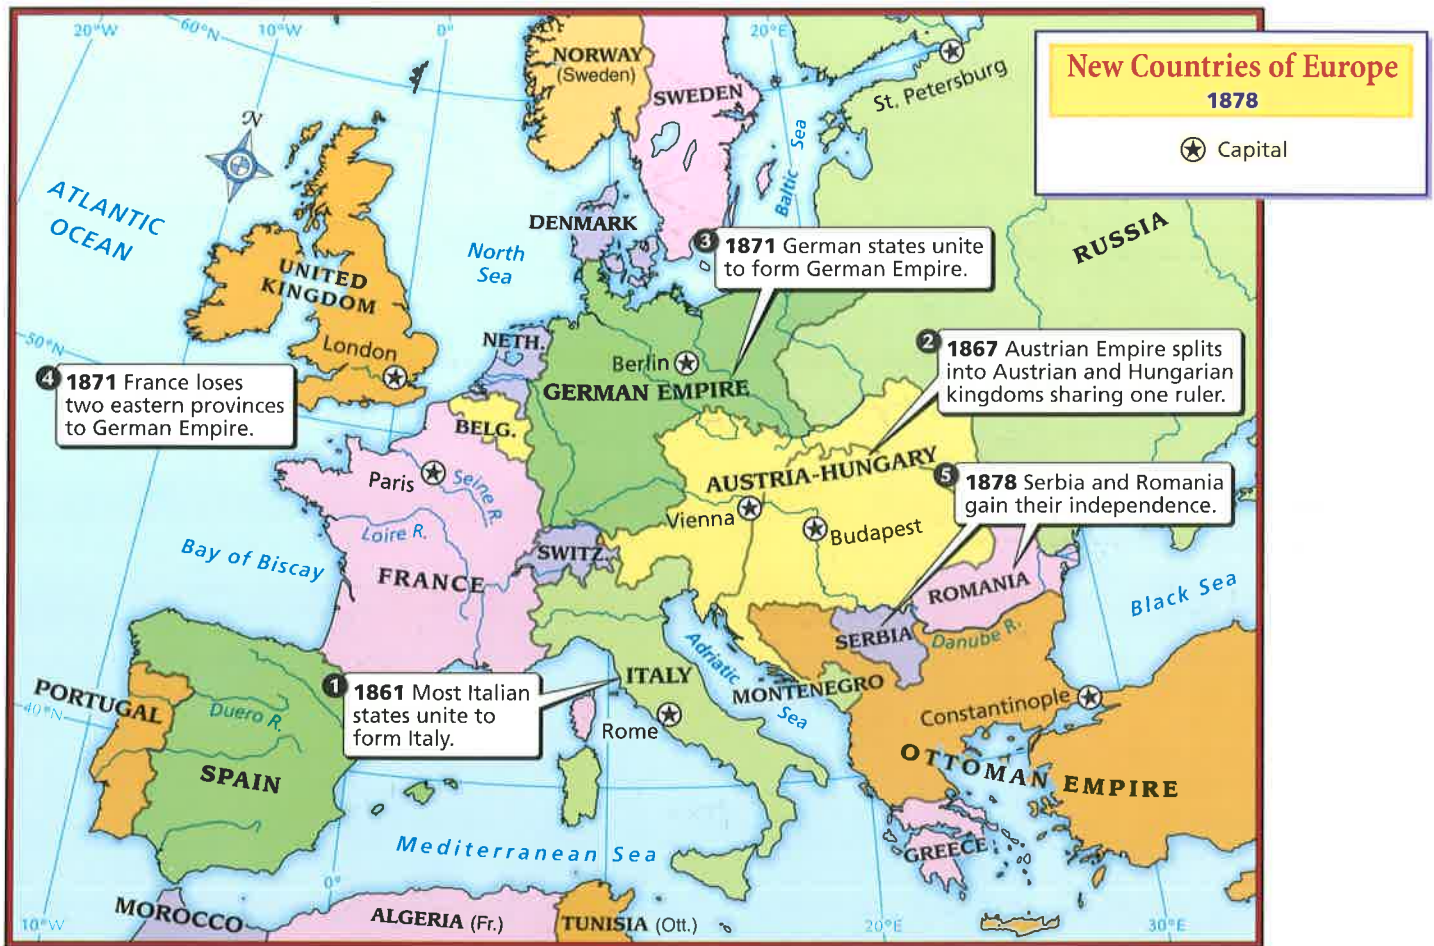 New Countries of Europe
1878
Capital
20°W
60°N
10°W
0°
20°E
NORWAY
(Sweden)
SWEDEN
St. Petersburg
N
Baltic Sea
ATLANTIC
OCEAN
DENMARK
North
Sea
RUSSIA
3 1871 German states unite
to form German Empire.
UNITED
KINGDOM
London
50°N
NETH.
Berlin
GERMAN EMPIRE
2 1867 Austrian Empire splits
into Austrian and Hungarian
kingdoms sharing one ruler.
4 1871 France loses
two eastern provinces
to German Empire.
BELG.
Paris
Seine R.
AUSTRIA-HUNGARY
5 1878 Serbia and Romania
gain their independence.
Vienna
Budapest
Loire R.
Bay of Biscay
SWITZ.
FRANCE
ROMANIA
Black Sea
SERBIA
Danube R.
Adriatic
Sea
ITALY
MONTENEGRO
1 1861 Most Italian
states unite to
form Italy.
Rome
PORTUGAL
40°N
Duero R.
SPAIN
Constantinople
OTTOMAN EMPIRE
Mediterranean Sea
GREECE
0°
MOROCCO
ALGERIA (Fr.)
TUNISIA (Ott.)
10°W
20°E
30°E